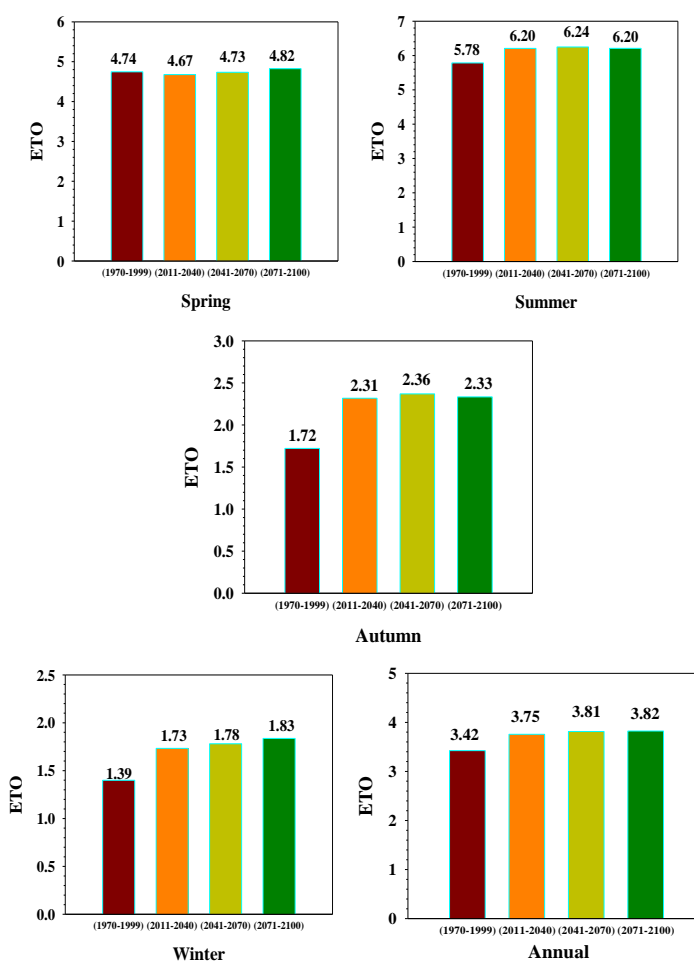 6
5
4
3
2
1
0
ETO
4.74 4.67 4.73 4.82
(1970-1999) (2011-2040) (2041-2070) (2071-2100)
Spring
7
6
5
4
3
2
1
0
ETO
5.78 6.20 6.24 6.20
(1970-1999) (2011-2040) (2041-2070) (2071-2100)
Summer
3.0
2.5
2.0
1.5
1.0
0.5
0.0
ETO
1.72 2.31 2.36 2.33
(1970-1999) (2011-2040) (2041-2070) (2071-2100)
Autumn
2.5
2.0
1.5
1.0
0.5
0.0
ETO
1.39 1.73 1.78 1.83
(1970-1999) (2011-2040) (2041-2070) (2071-2100)
Winter
5
4
3
2
1
0
ETO
3.42 3.75 3.81 3.82
(1970-1999) (2011-2040) (2041-2070) (2071-2100)
Annual